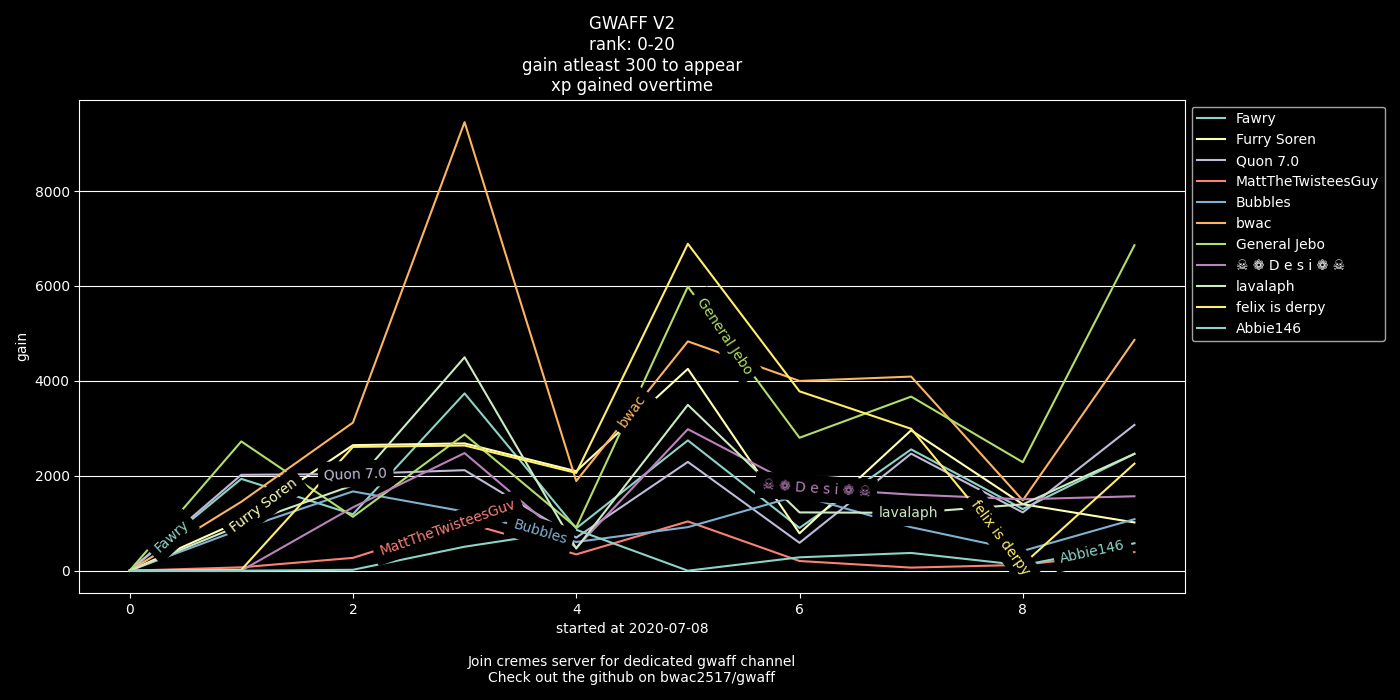 GWAFF V2
rank: 0-20
gain atleast 300 to appear
xp gained overtime
gain
8000
6000
4000
2000
0
0
2
4
6
8
started at 2020-07-08
Join cremes server for dedicated gwaff channel
Check out the github on bwac2517/gwaff
Fawry
Furry Soren
Quon 7.0
MattTheTwisteesGuy
Bubbles
bwac
General Jebo
☠ ❁ D e s i ❁ ☠
lavalaph
felix is derpy
Abbie146
Fawry
Furry Soren
Quon 7.0
MattTheTwisteesGuy
Bubbles
bwac
General Jebo
☠ ❁ D e s i ❁ ☠
lavalaph
felix is derpy
Abbie146